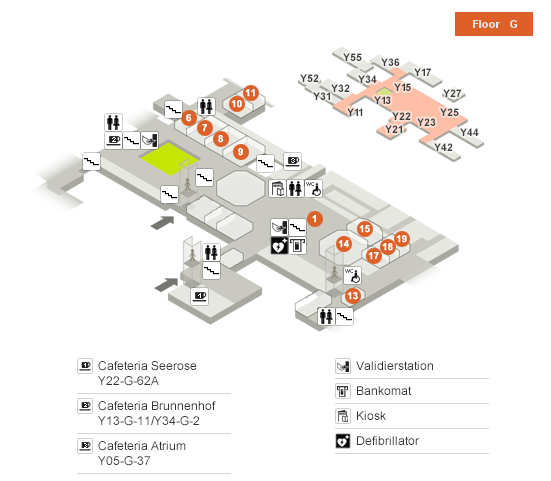 Floor G
Y55
Y36
Y17
Y52
Y34
Y32
Y15
Y31
Y13
Y27
Y11
Y22
Y25
Y21
Y23
Y44
Y42
11
10
6
7
8
9
WC
1
15
14
19
18
17
WC
13
Cafeteria Seerose
Y22-G-62A
Cafeteria Brunnenhof
Y13-G-11/Y34-G-2
Cafeteria Atrium
Y05-G-37
Validierstation
Bankomat
Kiosk
Defibrillator